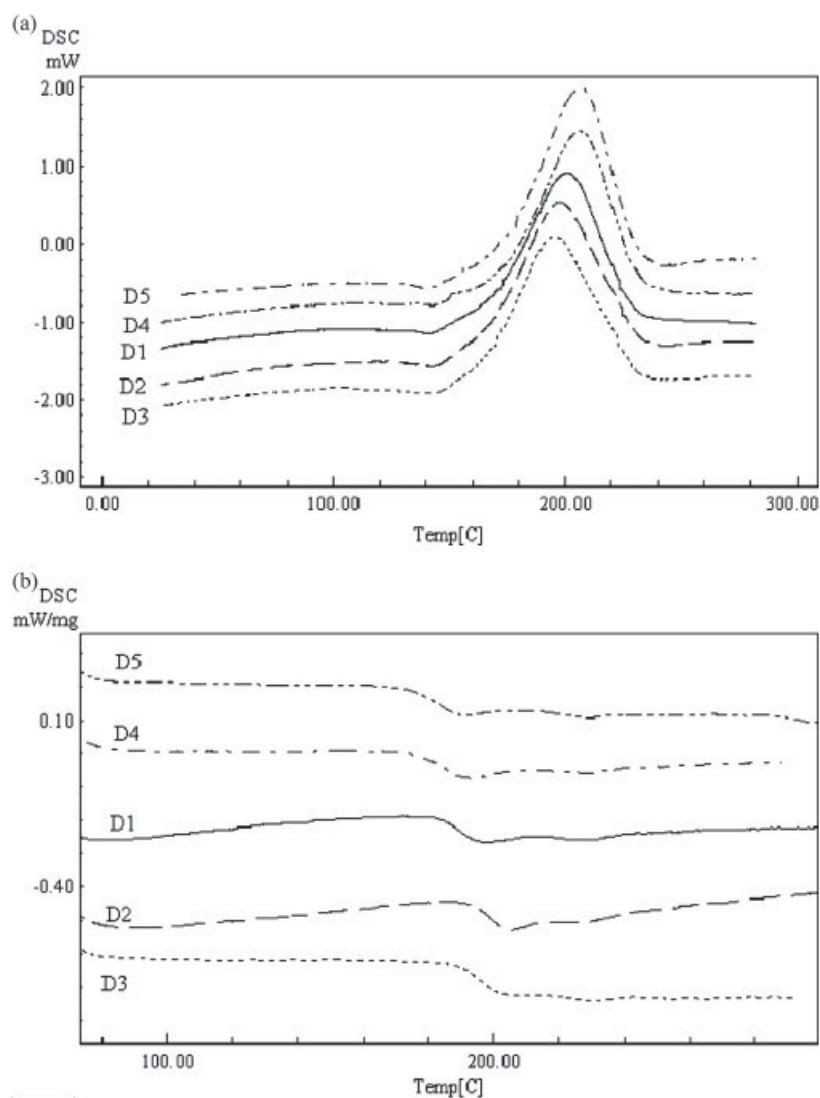 (a)
DSC
mW
2.00
1.00
0.00
-1.00
-2.00
-3.00
D5
D4
D1
D2
D3
0.00 100.00 200.00 300.00
Temp[C]
(b)
DSC
mW/mg
0.10
-0.40
D5
D4
D1
D2
D3
100.00 200.00
Temp[C]